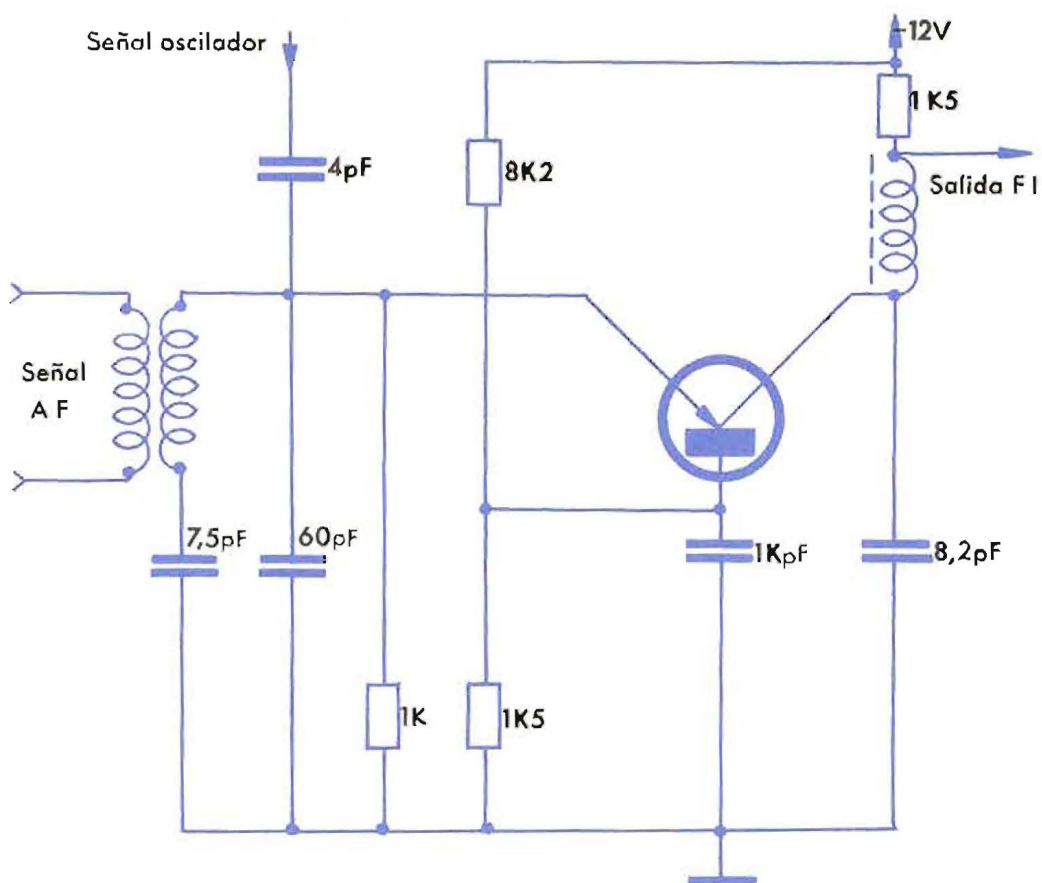 Señal oscilador
-12V
1K5
4pF
8K2
Salida FI
Señal
AF
7,5pF
60pF
1KpF
8,2pF
1K
1K5